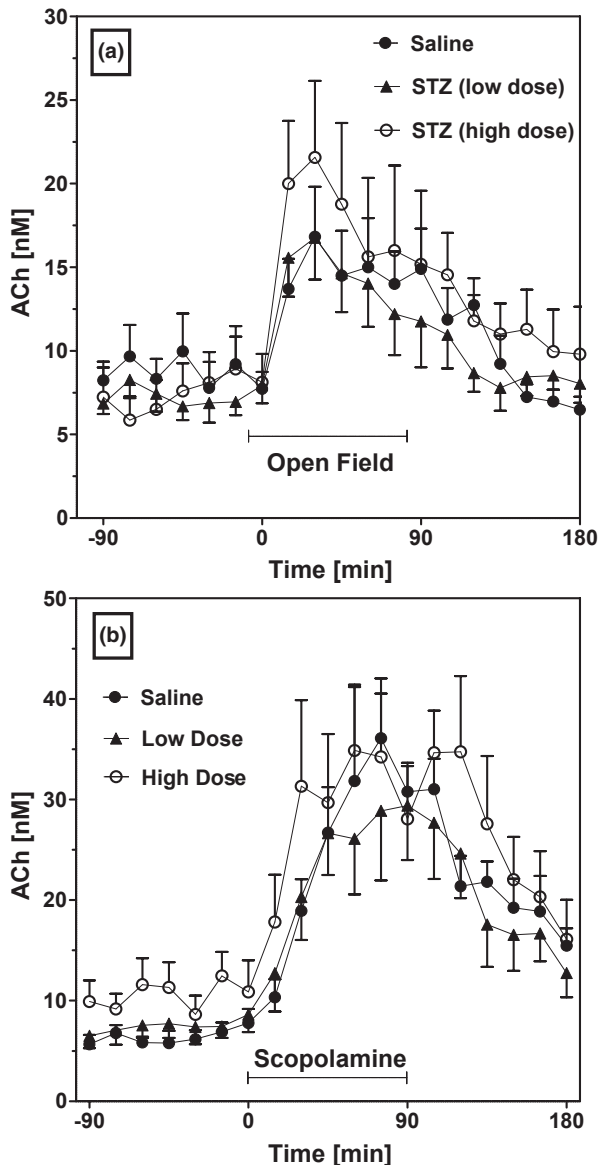 30
(a)
Saline
25
STZ (low dose)
STZ (high dose)
20
ACh [nM]
15
10
5
Open Field
0
-90 0 90 180
Time [min]
50
(b)
40
Saline
Low Dose
High Dose
30
ACh [nM]
20
10
Scopolamine
0
-90 0 90 180
Time [min]